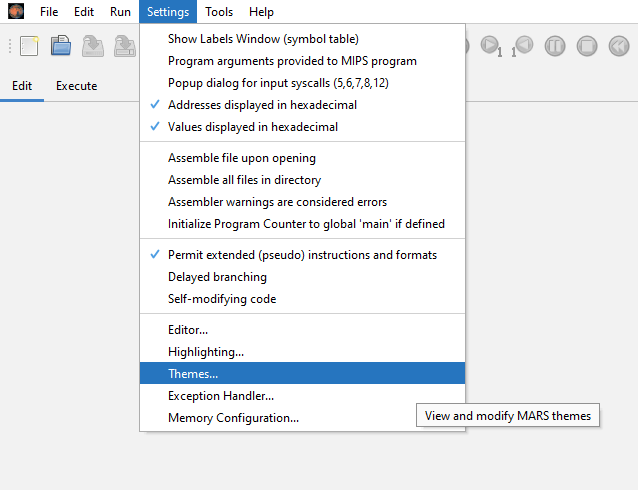 File Edit Run Settings Tools Help
Show Labels Window (symbol table)
Program arguments provided to MIPS program
Popup dialog for input syscalls (5,6,7,8,12)
1 1
Edit Execute
Addresses displayed in hexadecimal
Values displayed in hexadecimal
Assemble file upon opening
Assemble all files in directory
Assembler warnings are considered errors
Initialize Program Counter to global 'main' if defined
Permit extended (pseudo) instructions and formats
Delayed branching
Self-modifying code
Editor...
Highlighting...
Themes...
Exception Handler...
Memory Configuration...
View and modify MARS themes